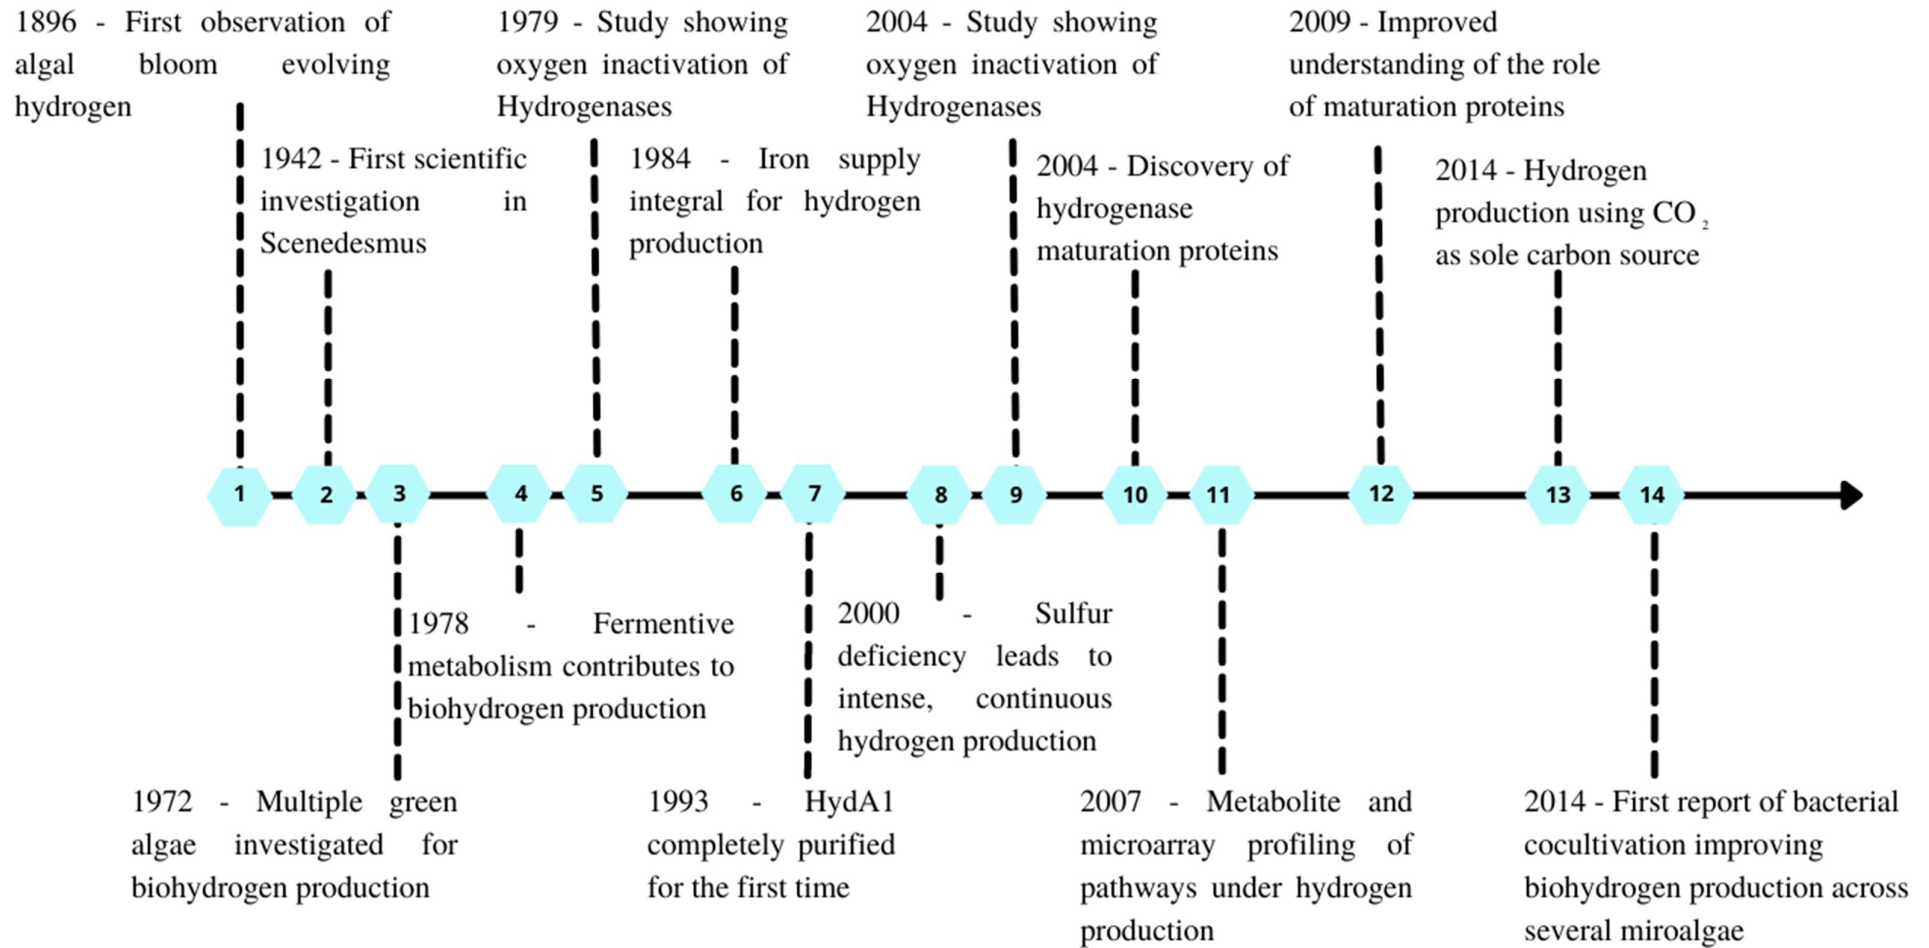 1896 - First observation of
algal bloom evolving
hydrogen
1979 - Study showing
oxygen inactivation of
Hydrogenases
2004 - Study showing
oxygen inactivation of
Hydrogenases
2009 - Improved
understanding of the role
of maturation proteins
1942 - First scientific
investigation in
Scenedesmus
1984 - Iron supply
integral for hydrogen
production
2004 - Discovery of
hydrogenase
maturation proteins
2014 - Hydrogen
production using CO₂
as sole carbon source
1 2 3 4 5 6 7 8 9 10 11 12 13 14
1978 - Fermentive
metabolism contributes to
biohydrogen production
2000 - Sulfur
deficiency leads to
intense, continuous
hydrogen production
1972 - Multiple green
algae investigated for
biohydrogen production
1993 - HydA1
completely purified
for the first time
2007 - Metabolite and
microarray profiling of
pathways under hydrogen
production
2014 - First report of bacterial
cocultivation improving
biohydrogen production across
several miroalgae